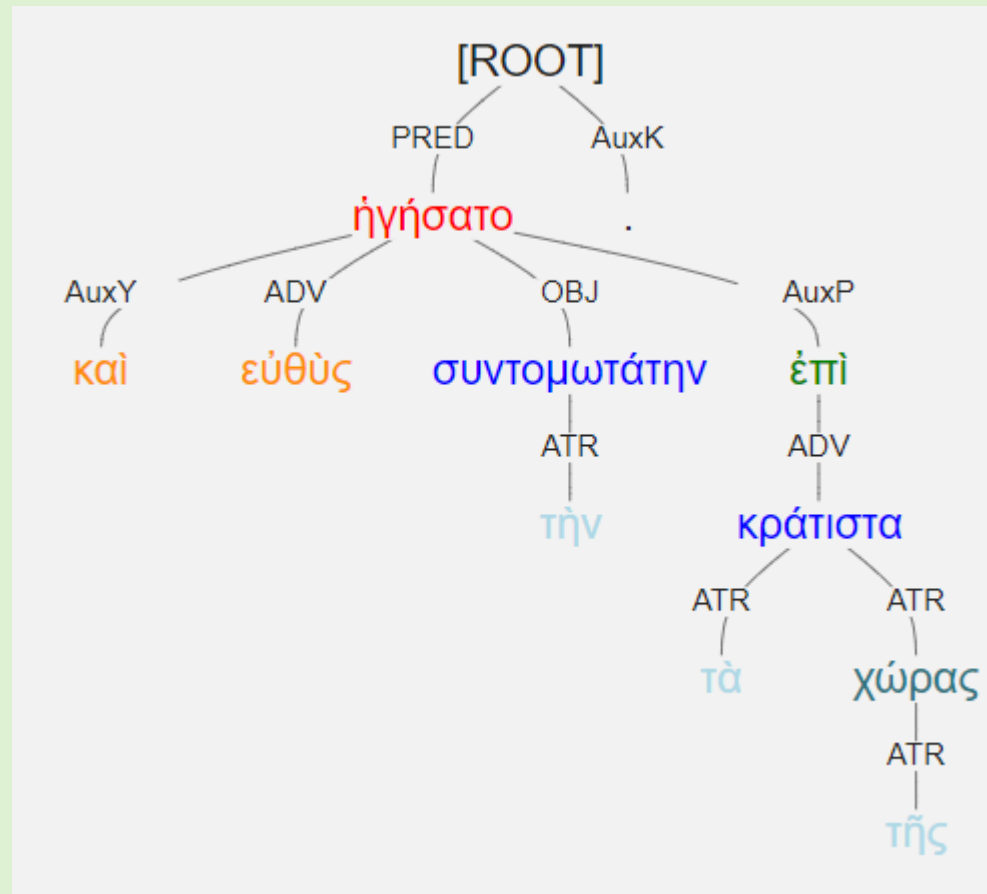 [ROOT]
PRED AuxK
ἡγήσατο .
AuxY ADV OBJ AuxP
καὶ εὐθὺς συντομωτάτην ἐπὶ
ATR ADV
τὴν κράτιστα
ATR ATR
τὰ χώρας
ATR
τῆς